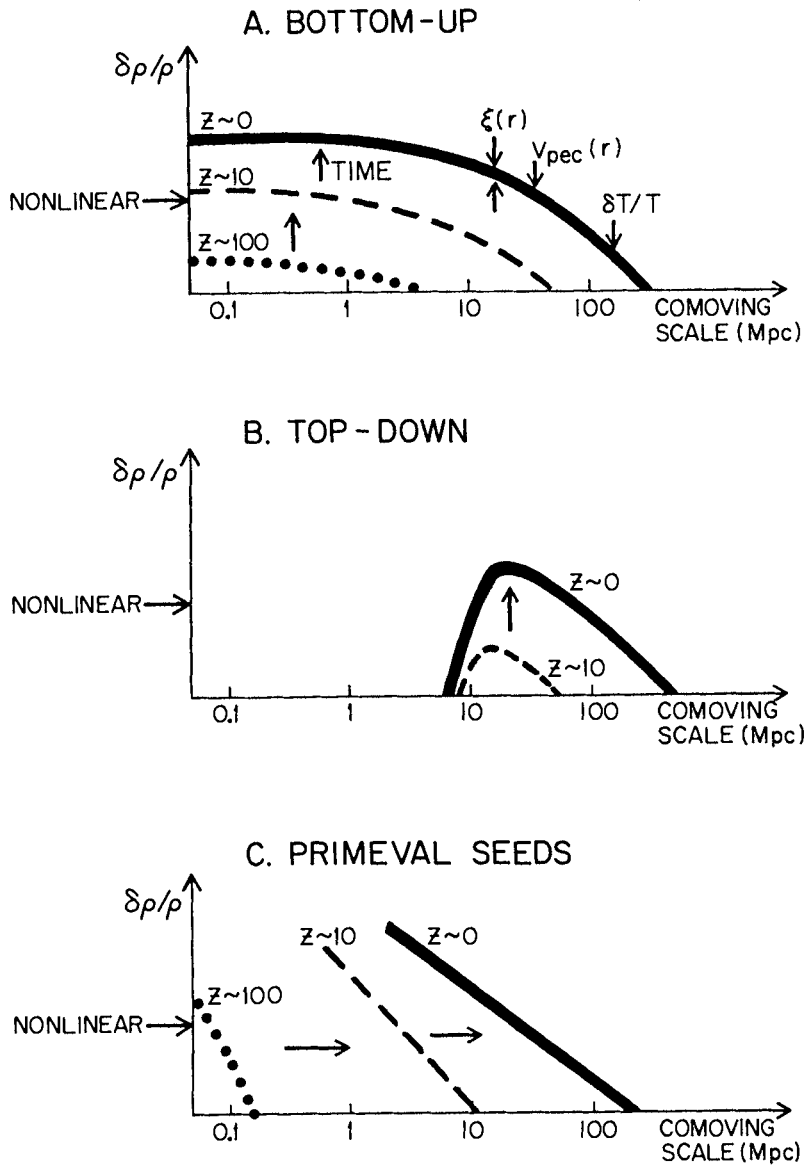 A. BOTTOM-UP
δρ/ρ
Z~0
ξ(r)
Vpec(r)
TIME
Z~10
NONLINEAR
δT/T
Z~100
0.1 1 10 100 COMOVING
SCALE (Mpc)
B. TOP-DOWN
δρ/ρ
Z~0
NONLINEAR
Z~10
0.1 1 10 100 COMOVING
SCALE (Mpc)
C. PRIMEVAL SEEDS
δρ/ρ
Z~10 Z~0
Z~100
NONLINEAR
0.1 1 10 100 COMOVING
SCALE (Mpc)